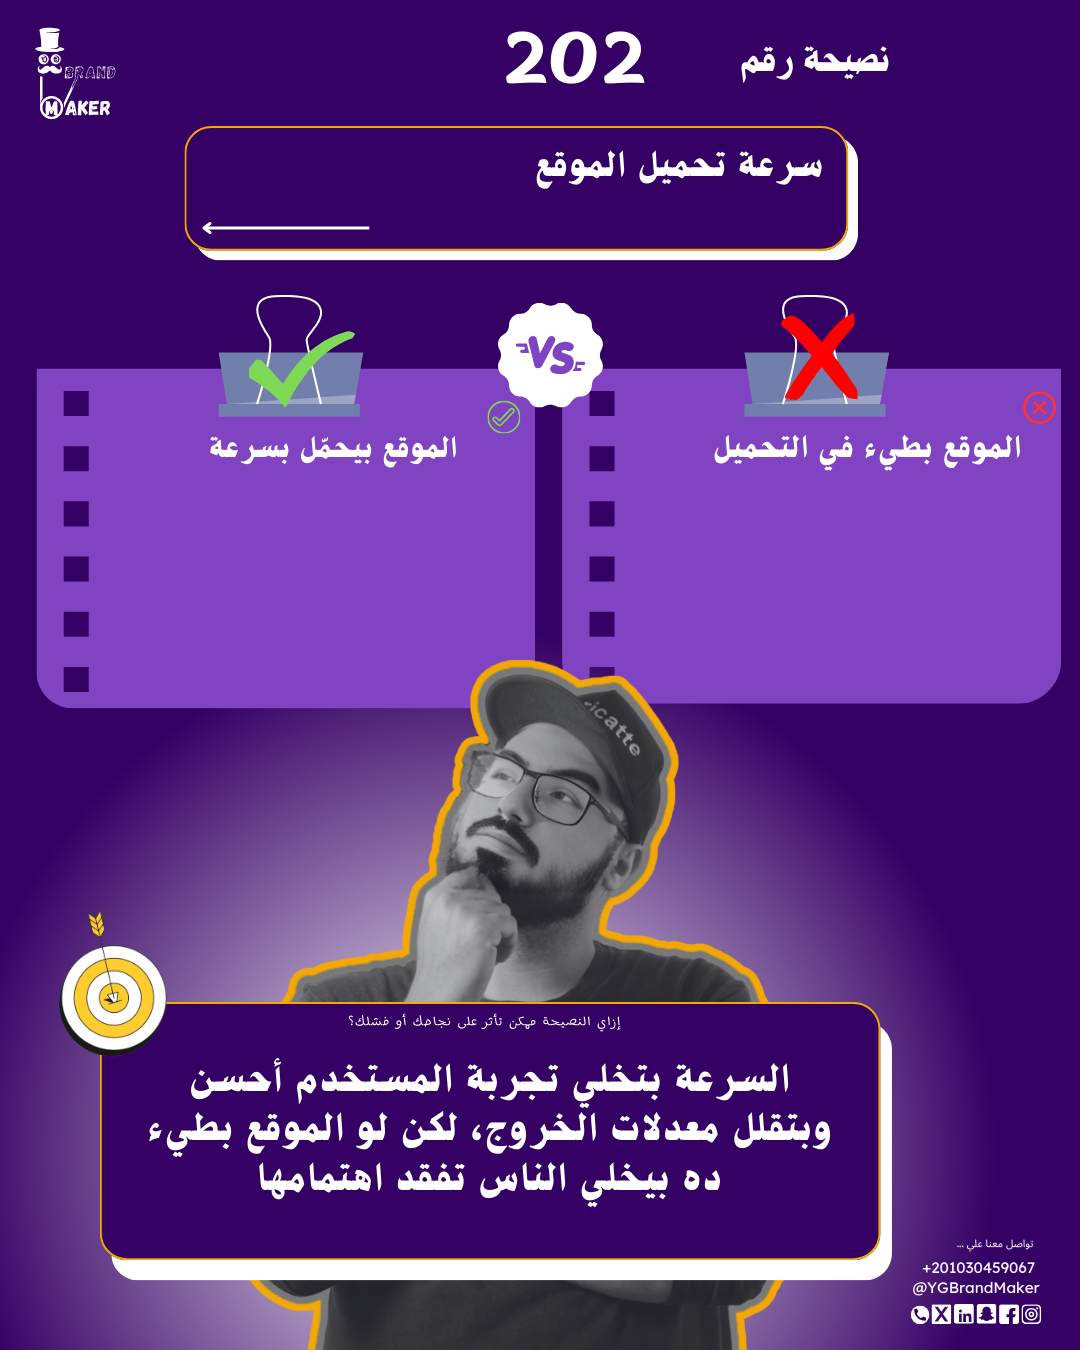 BRAND
MAKER
نصيحة رقم 202
سرعة تحميل الموقع
VS
الموقع بطيء في التحميل
الموقع بيحمّل بسرعة
icatte
إزاي النصيحة ممكن تأثر على نجاحك أو فشلك؟
السرعة بتخلي تجربة المستخدم أحسن
وبتقلل معدلات الخروج، لكن لو الموقع بطيء
ده بيخلي الناس تفقد اهتمامها
تواصل معنا علي ...
+201030459067
@YGBrandMaker